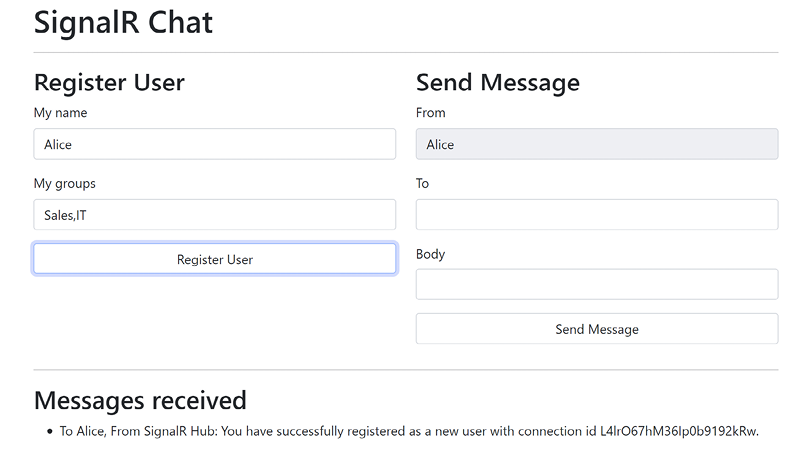 SignalR Chat
Register User
My name
Alice
My groups
Sales,IT
Register User
Send Message
From
Alice
To
Body
Send Message
Messages received
To Alice, From SignalR Hub: You have successfully registered as a new user with connection id L4lrO67hM36Ip0b9192kRw.